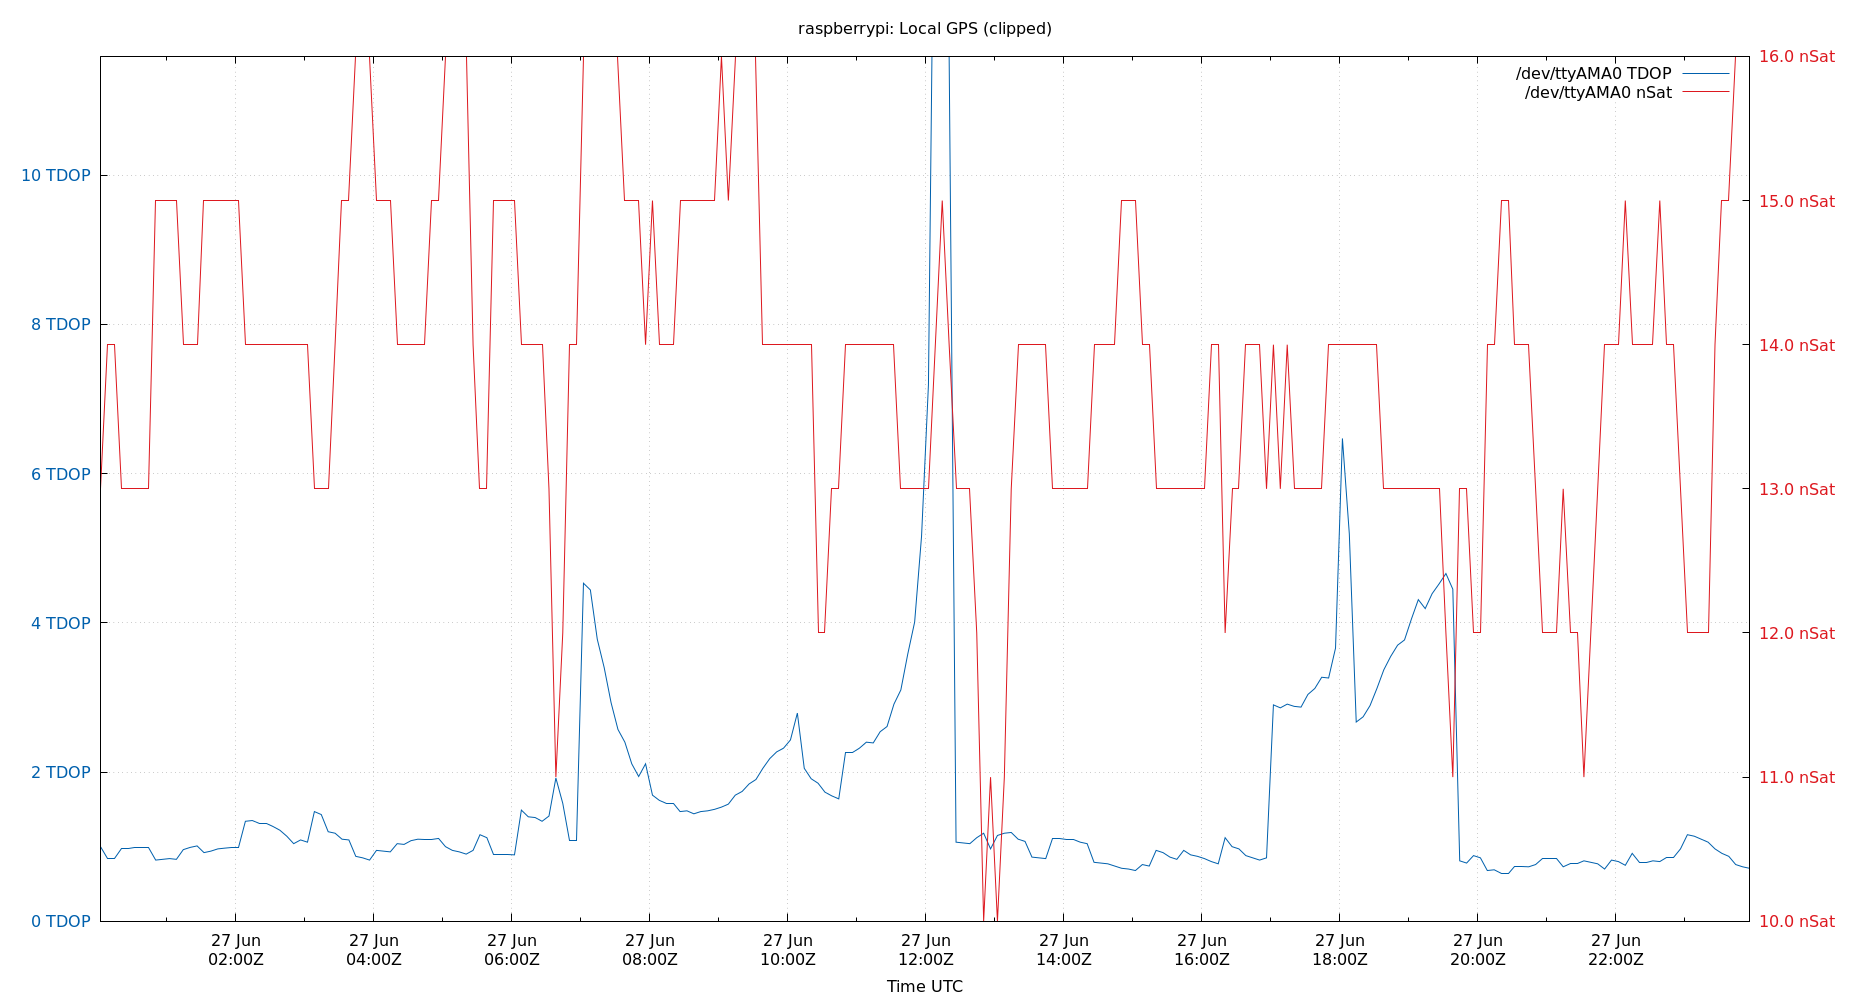 raspberrypi: Local GPS (clipped)
16.0 nSat
/dev/ttyAMA0 TDOP
/dev/ttyAMA0 nSat
10 TDOP
15.0 nSat
8 TDOP
14.0 nSat
6 TDOP
13.0 nSat
4 TDOP
12.0 nSat
2 TDOP
11.0 nSat
0 TDOP
10.0 nSat
27 Jun 27 Jun 27 Jun 27 Jun 27 Jun 27 Jun 27 Jun 27 Jun 27 Jun 27 Jun 27 Jun
02:00Z 04:00Z 06:00Z 08:00Z 10:00Z 12:00Z 14:00Z 16:00Z 18:00Z 20:00Z 22:00Z
Time UTC